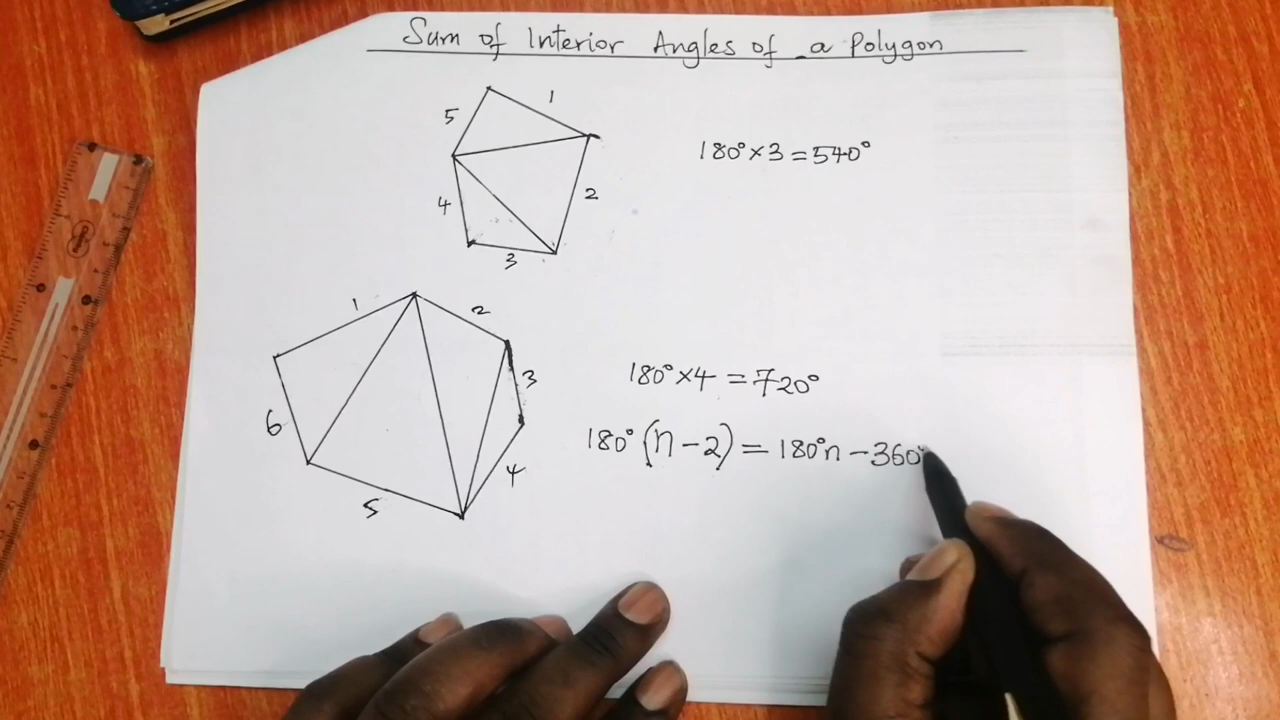 Sum of Interior Angles of a Polygon
5 1
180° × 3 = 540°
4 2
3
1 2
180° × 4 = 720°
3
6
180° (n - 2) = 180°n - 360°
4
5